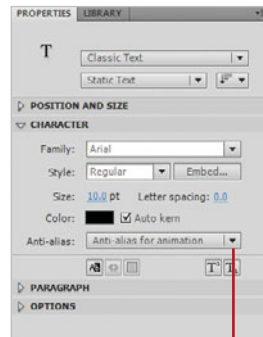 PROPERTIES LIBRARY
T Classic Text
Static Text
POSITION AND SIZE
CHARACTER
Family: Arial
Style: Regular Embed...
Size: 10.0 pt Letter spacing: 0.0
Color: Auto kern
Anti-alias: Anti-alias for animation
T T
PARAGRAPH
OPTIONS